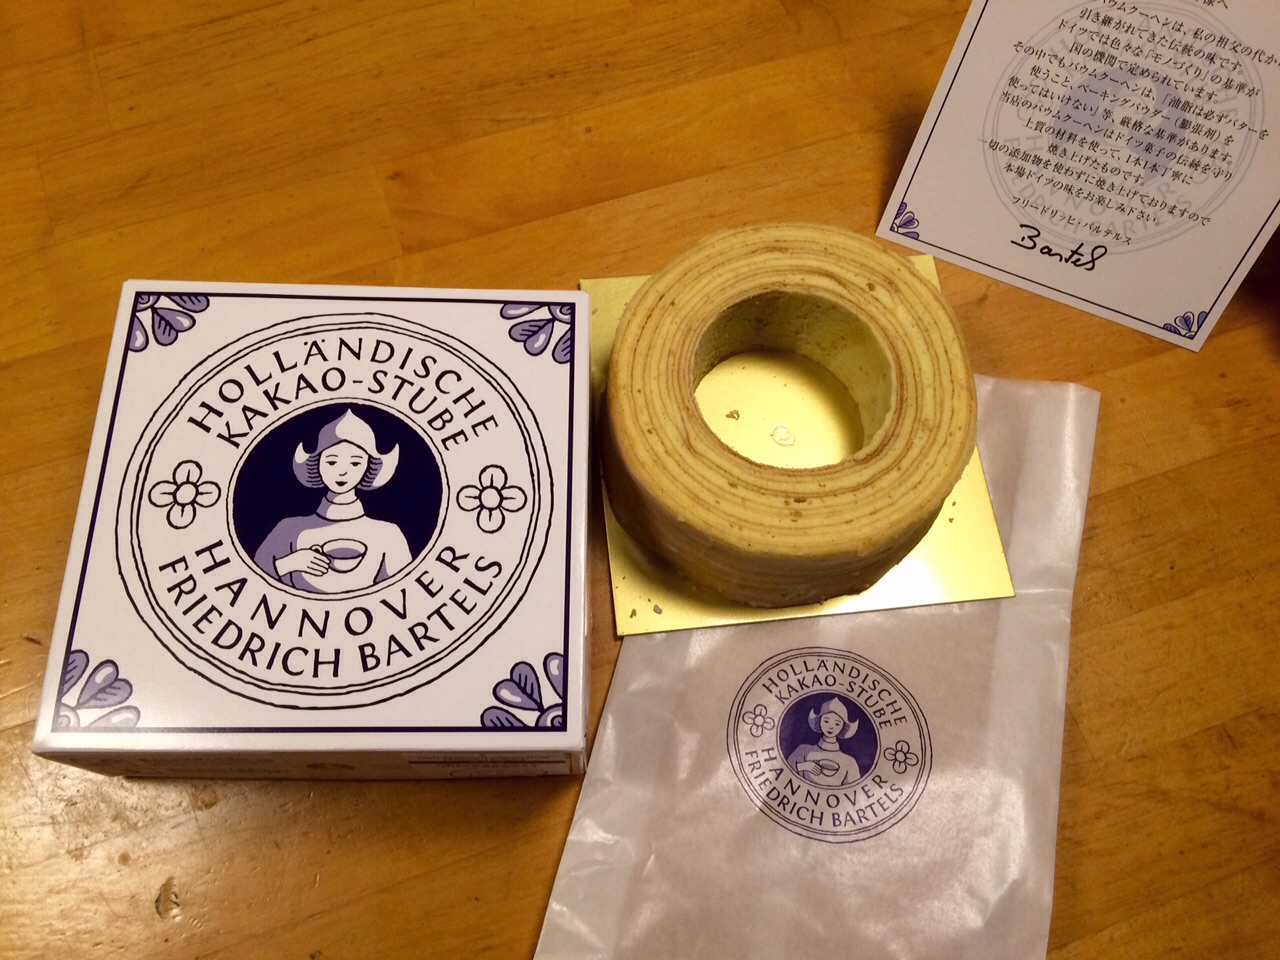 HOLLÄNDISCHE
KAKAO-STUBE
HANNOVER
FRIEDRICH BARTELS
バウムクーヘンは、私の祖父の代から
引き継がれてきた伝統の味です。
ドイツでは色々な「モノづくり」の基準が
国の機関で定められています。
その中でもバウムクーヘンは、「油脂は必ずバターを
使うこと、ベーキングパウダー(膨張剤)を
使ってはいけない」等、厳格な基準があります。
当店のバウムクーヘンはドイツ菓子の伝統を守り
上質の材料を使って、1本1本丁寧に
焼き上げたものです。
一切の添加物を使わずに焼き上げておりますので
本場ドイツの味をお楽しみ下さい。
フリードリッヒ・バルテルス
Bartels
HOLLÄNDISCHE
KAKAO-STUBE
HANNOVER
FRIEDRICH BARTELS